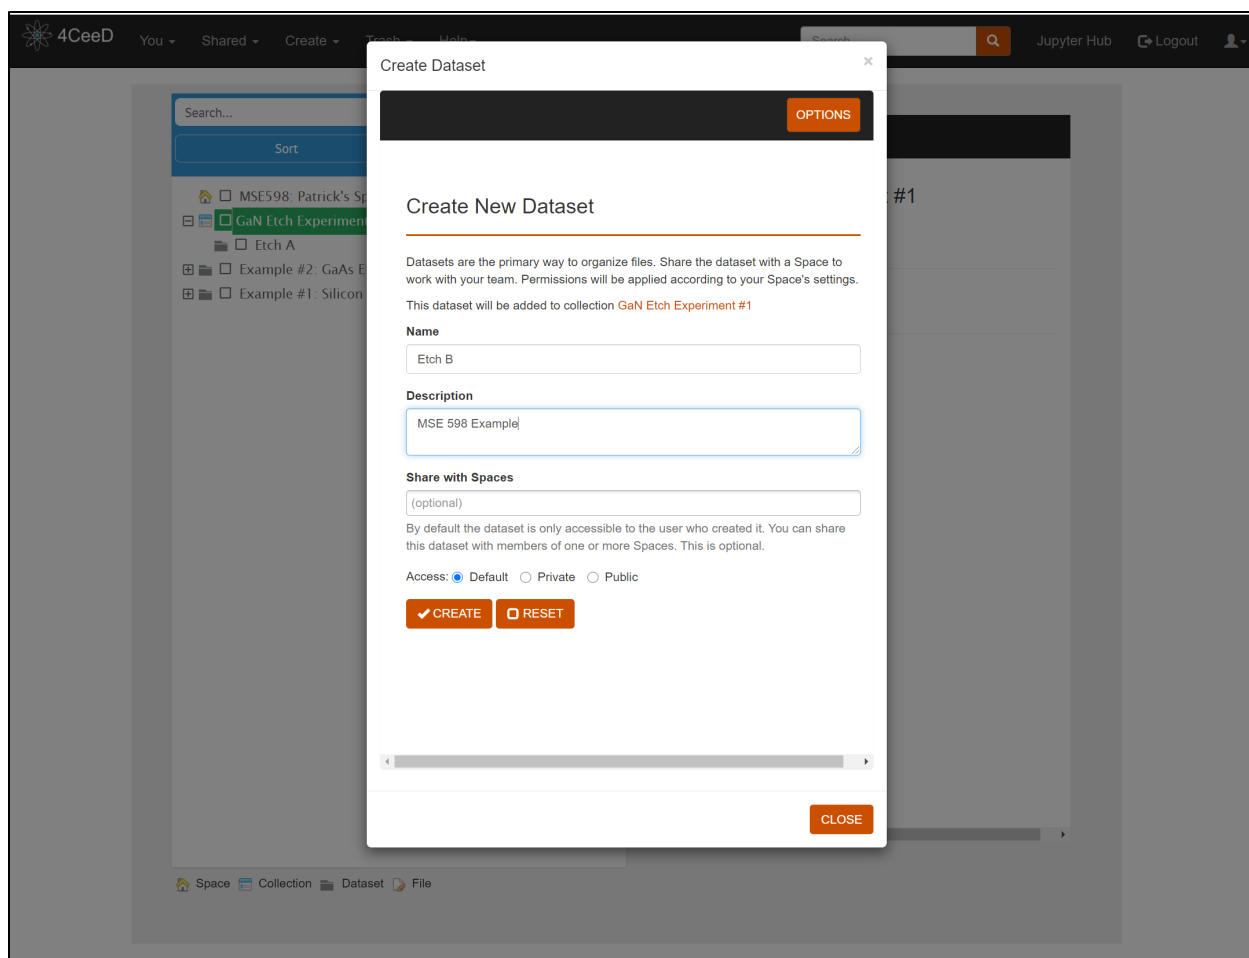 4CeeD You Shared Create Trash Help Search Jupyter Hub Logout
Create Dataset ×
Search...
OPTIONS
Sort
MSE598: Patrick's Sp
#1
GaN Etch Experiment
Etch A
Example #2: GaAs E
Example #1: Silicon
Create New Dataset
Datasets are the primary way to organize files. Share the dataset with a Space to
work with your team. Permissions will be applied according to your Space's settings.
This dataset will be added to collection GaN Etch Experiment #1
Name
Etch B
Description
MSE 598 Example
Share with Spaces
(optional)
By default the dataset is only accessible to the user who created it. You can share
this dataset with members of one or more Spaces. This is optional.
Access: Default Private Public
CREATE RESET
CLOSE
Space Collection Dataset File